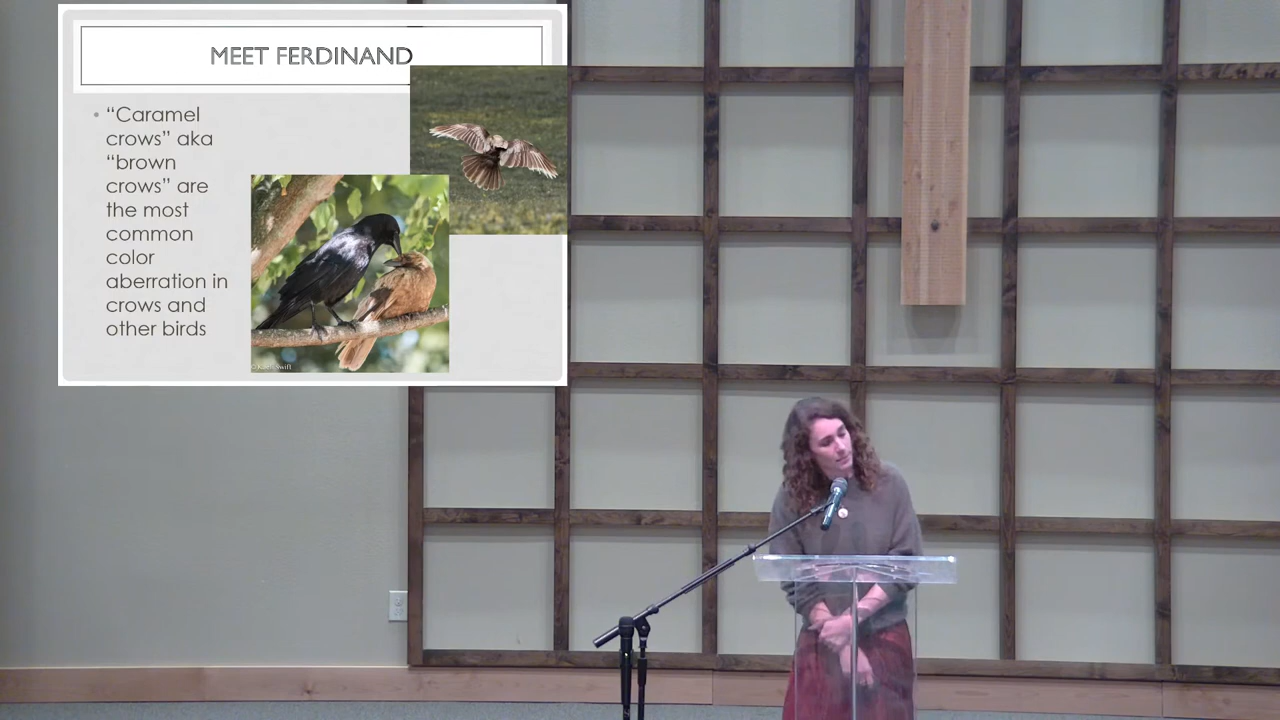 MEET FERDINAND
• “Caramel
crows” aka
“brown
crows” are
the most
common
color
aberration in
crows and
other birds